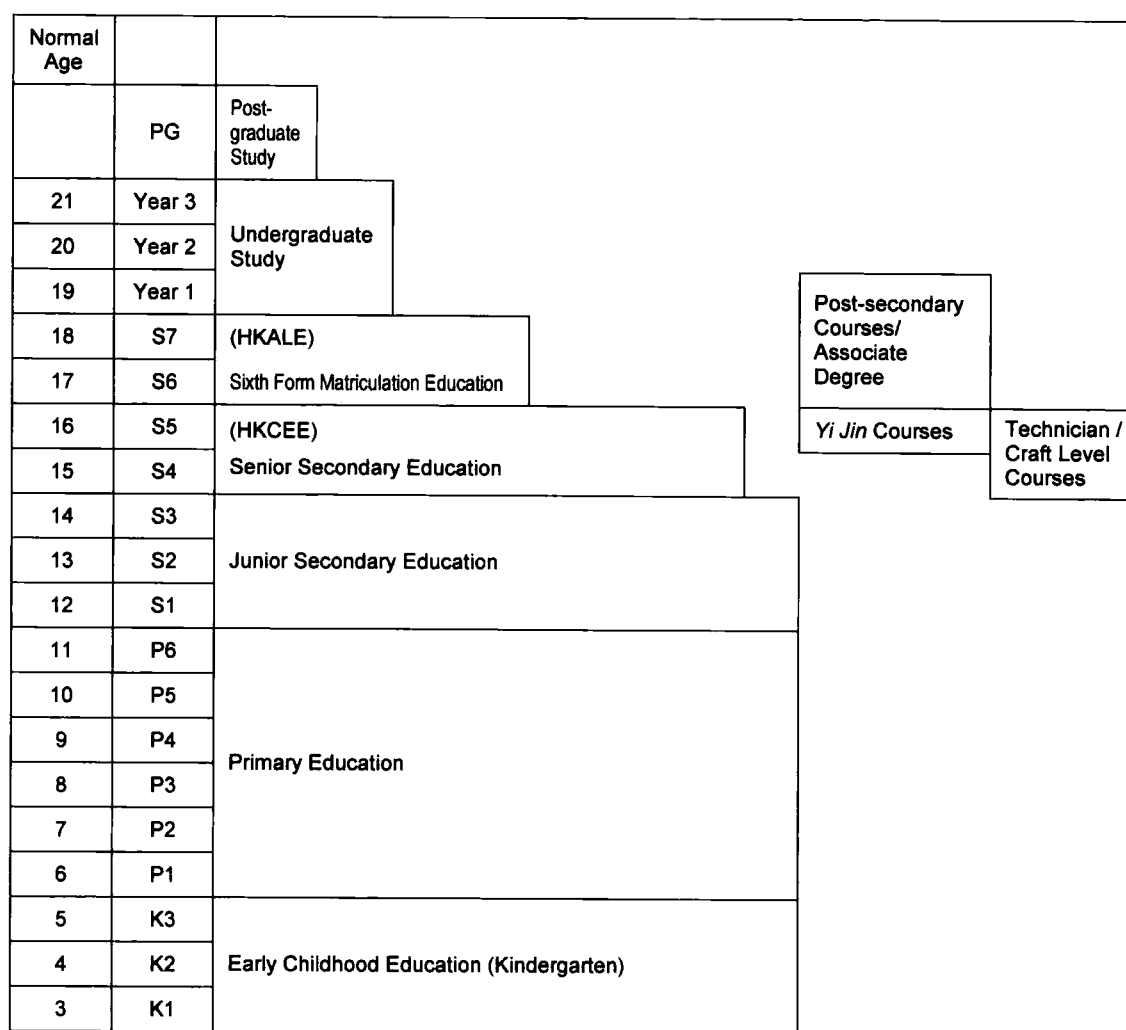 Normal
Age
PG
Post-
graduate
Study
21 Year 3
Undergraduate
Study
20 Year 2
19 Year 1
18 S7 (HKALE)
17 S6 Sixth Form Matriculation Education
Post-secondary
Courses/
Associate
Degree
16 S5 (HKCEE)
15 S4 Senior Secondary Education
Yi Jin Courses
Technician /
Craft Level
Courses
14 S3
13 S2 Junior Secondary Education
12 S1
11 P6
10 P5
9 P4
Primary Education
8 P3
7 P2
6 P1
5 K3
4 K2 Early Childhood Education (Kindergarten)
3 K1